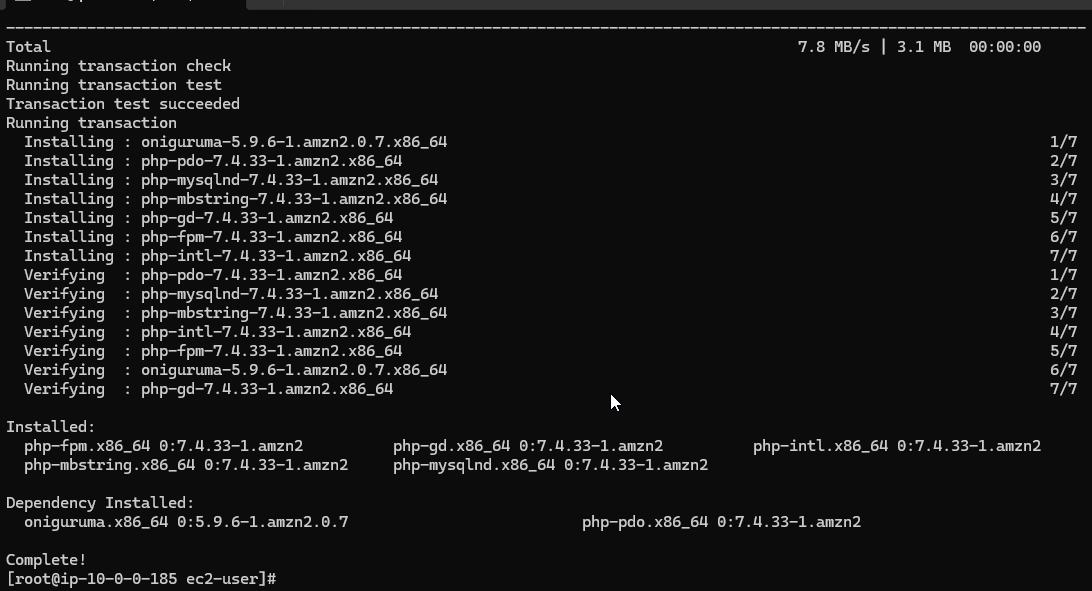 Total 7.8 MB/s | 3.1 MB 00:00:00
Running transaction check
Running transaction test
Transaction test succeeded
Running transaction
Installing : oniguruma-5.9.6-1.amzn2.0.7.x86_64 1/7
Installing : php-pdo-7.4.33-1.amzn2.x86_64 2/7
Installing : php-mysqlnd-7.4.33-1.amzn2.x86_64 3/7
Installing : php-mbstring-7.4.33-1.amzn2.x86_64 4/7
Installing : php-gd-7.4.33-1.amzn2.x86_64 5/7
Installing : php-fpm-7.4.33-1.amzn2.x86_64 6/7
Installing : php-intl-7.4.33-1.amzn2.x86_64 7/7
Verifying : php-pdo-7.4.33-1.amzn2.x86_64 1/7
Verifying : php-mysqlnd-7.4.33-1.amzn2.x86_64 2/7
Verifying : php-mbstring-7.4.33-1.amzn2.x86_64 3/7
Verifying : php-intl-7.4.33-1.amzn2.x86_64 4/7
Verifying : php-fpm-7.4.33-1.amzn2.x86_64 5/7
Verifying : oniguruma-5.9.6-1.amzn2.0.7.x86_64 6/7
Verifying : php-gd-7.4.33-1.amzn2.x86_64 7/7
Installed:
php-fpm.x86_64 0:7.4.33-1.amzn2 php-gd.x86_64 0:7.4.33-1.amzn2 php-intl.x86_64 0:7.4.33-1.amzn2
php-mbstring.x86_64 0:7.4.33-1.amzn2 php-mysqlnd.x86_64 0:7.4.33-1.amzn2
Dependency Installed:
oniguruma.x86_64 0:5.9.6-1.amzn2.0.7 php-pdo.x86_64 0:7.4.33-1.amzn2
Complete!
[root@ip-10-0-0-185 ec2-user]#